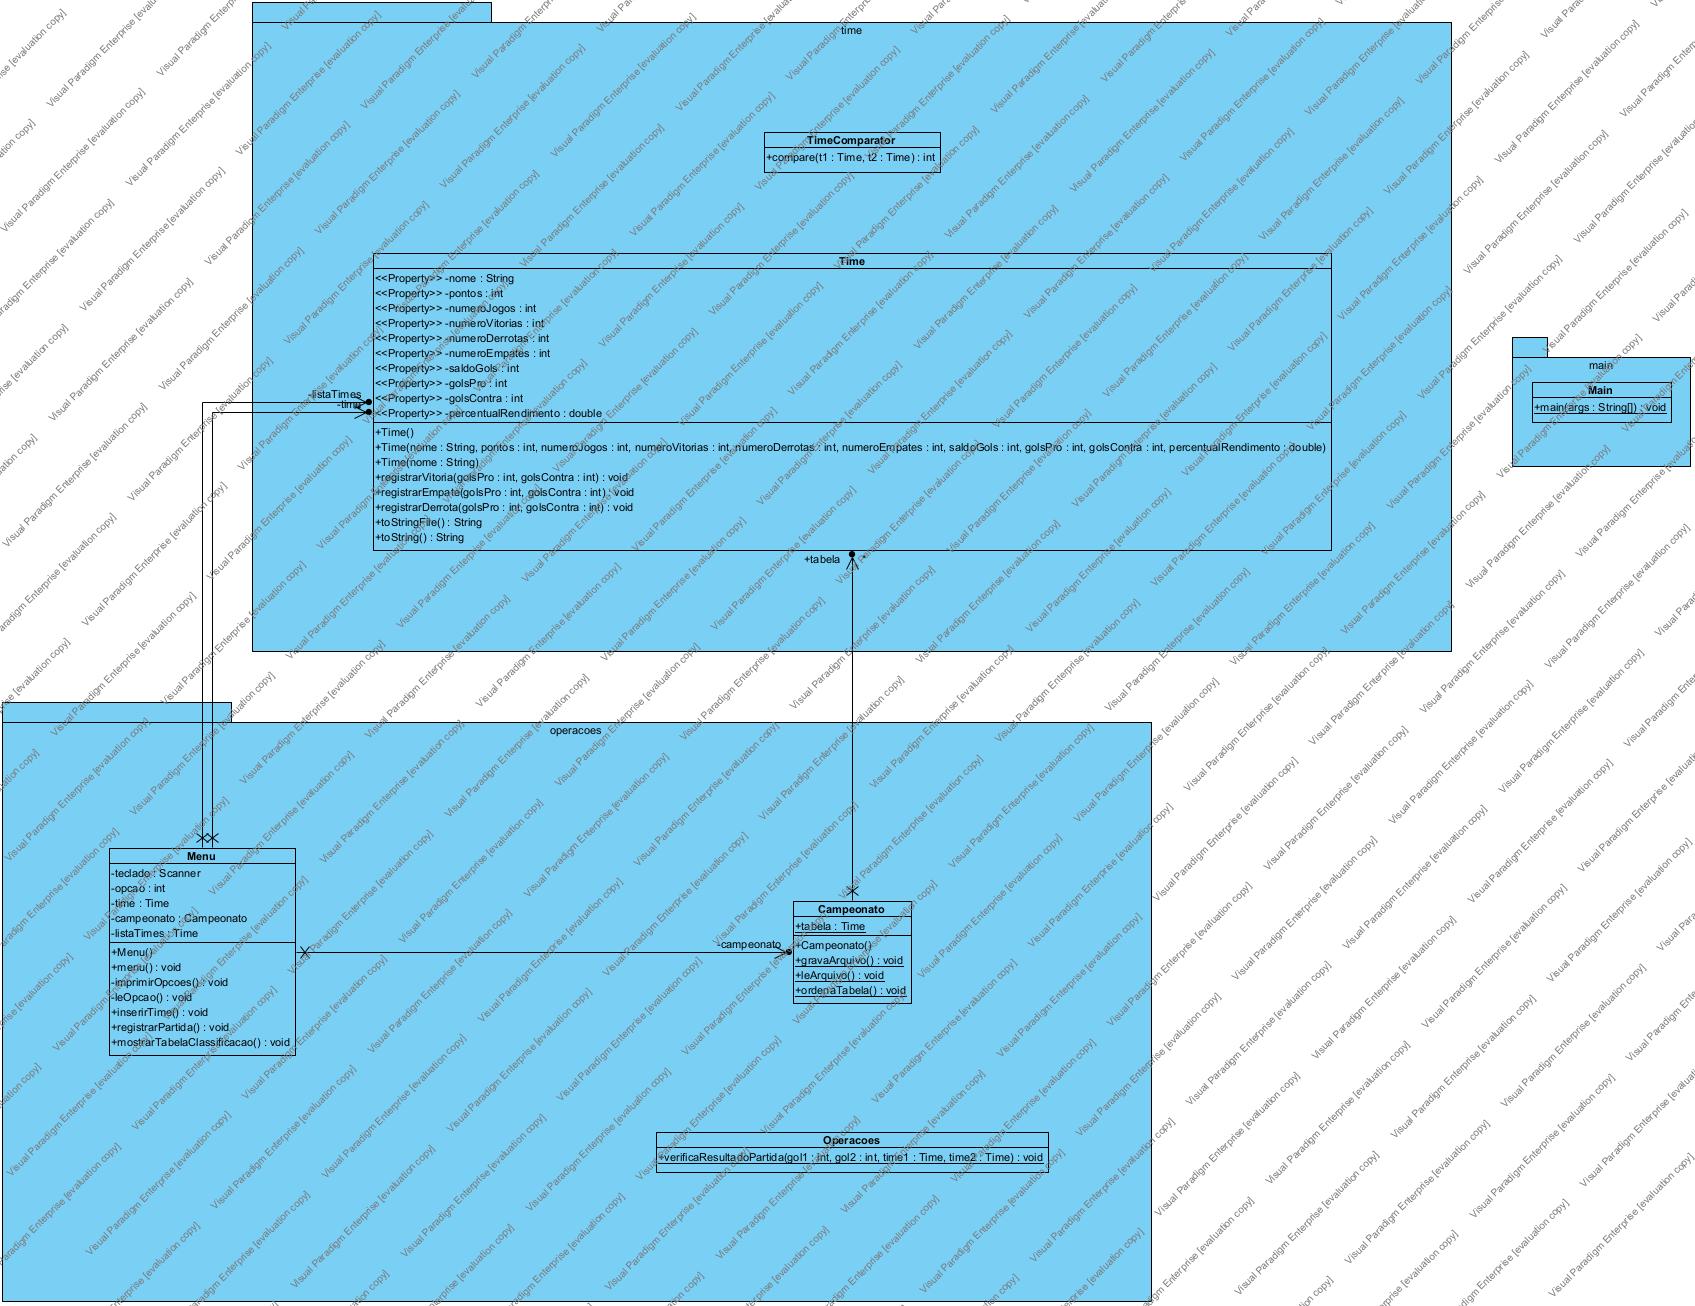 time
TimeComparator
+compare(t1 : Time, t2 : Time) : int
Time
<<Property>> -nome : String
<<Property>> -pontos : int
<<Property>> -numeroJogos : int
<<Property>> -numeroVitorias : int
<<Property>> -numeroDerrotas : int
<<Property>> -numeroEmpates : int
<<Property>> -saldoGols : int
<<Property>> -golsPro : int
<<Property>> -golsContra : int
<<Property>> -percentualRendimento : double
+Time()
+Time(nome : String, pontos : int, numeroJogos : int, numeroVitorias : int, numeroDerrotas : int, numeroEmpates : int, saldoGols : int, golsPro : int, golsContra : int, percentualRendimento : double)
+Time(nome : String)
+registrarVitoria(golsPro : int, golsContra : int) : void
+registrarEmpate(golsPro : int, golsContra : int) : void
+registrarDerrota(golsPro : int, golsContra : int) : void
+toStringFile() : String
+toString() : String
-listaTimes
-time
+tabela
main
Main
+main(args : String[]) : void
operacoes
Menu
-teclado : Scanner
-opcao : int
-time : Time
-campeonato : Campeonato
-listaTimes : Time
+Menu()
+menu() : void
-imprimirOpcoes() : void
-leOpcao() : void
+inserirTime() : void
+registrarPartida() : void
+mostrarTabelaClassificacao() : void
-campeonato
Campeonato
+tabela : Time
+Campeonato()
+gravaArquivo() : void
+leArquivo() : void
+ordenaTabela() : void
Operacoes
+verificaResultadoPartida(gol1 : int, gol2 : int, time1 : Time, time2 : Time) : void
Visual Paradigm Enterprise [evaluation copy]